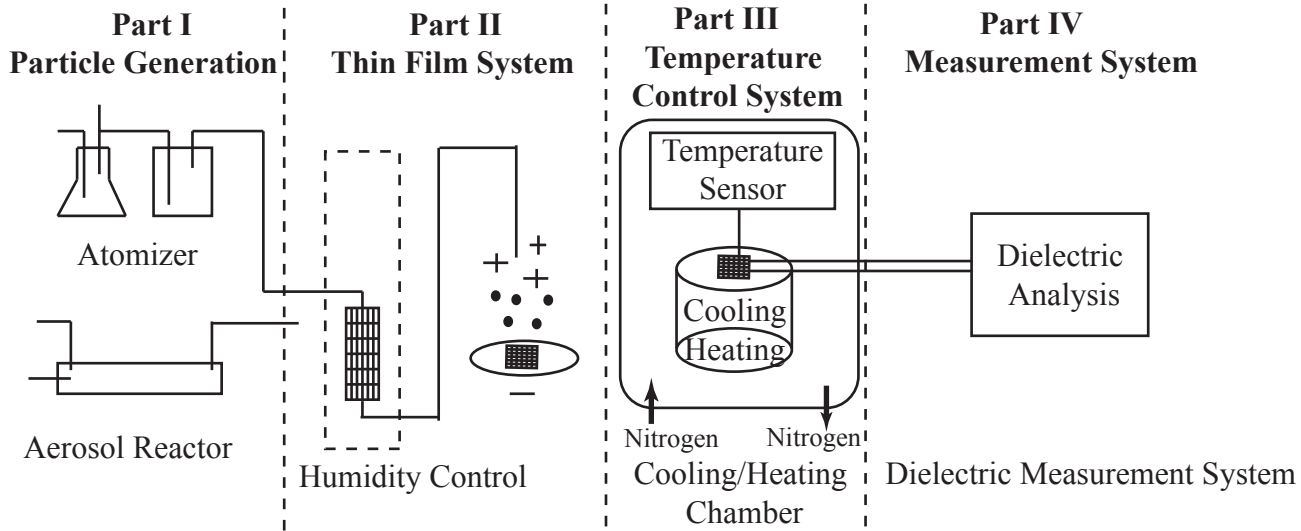 Part I
Particle Generation
Atomizer
Aerosol Reactor
Part II
Thin Film System
+
+
+
−
Humidity Control
Part III
Temperature
Control System
Temperature
Sensor
Cooling
Heating
Nitrogen
Nitrogen
Cooling/Heating
Chamber
Part IV
Measurement System
Dielectric
Analysis
Dielectric Measurement System